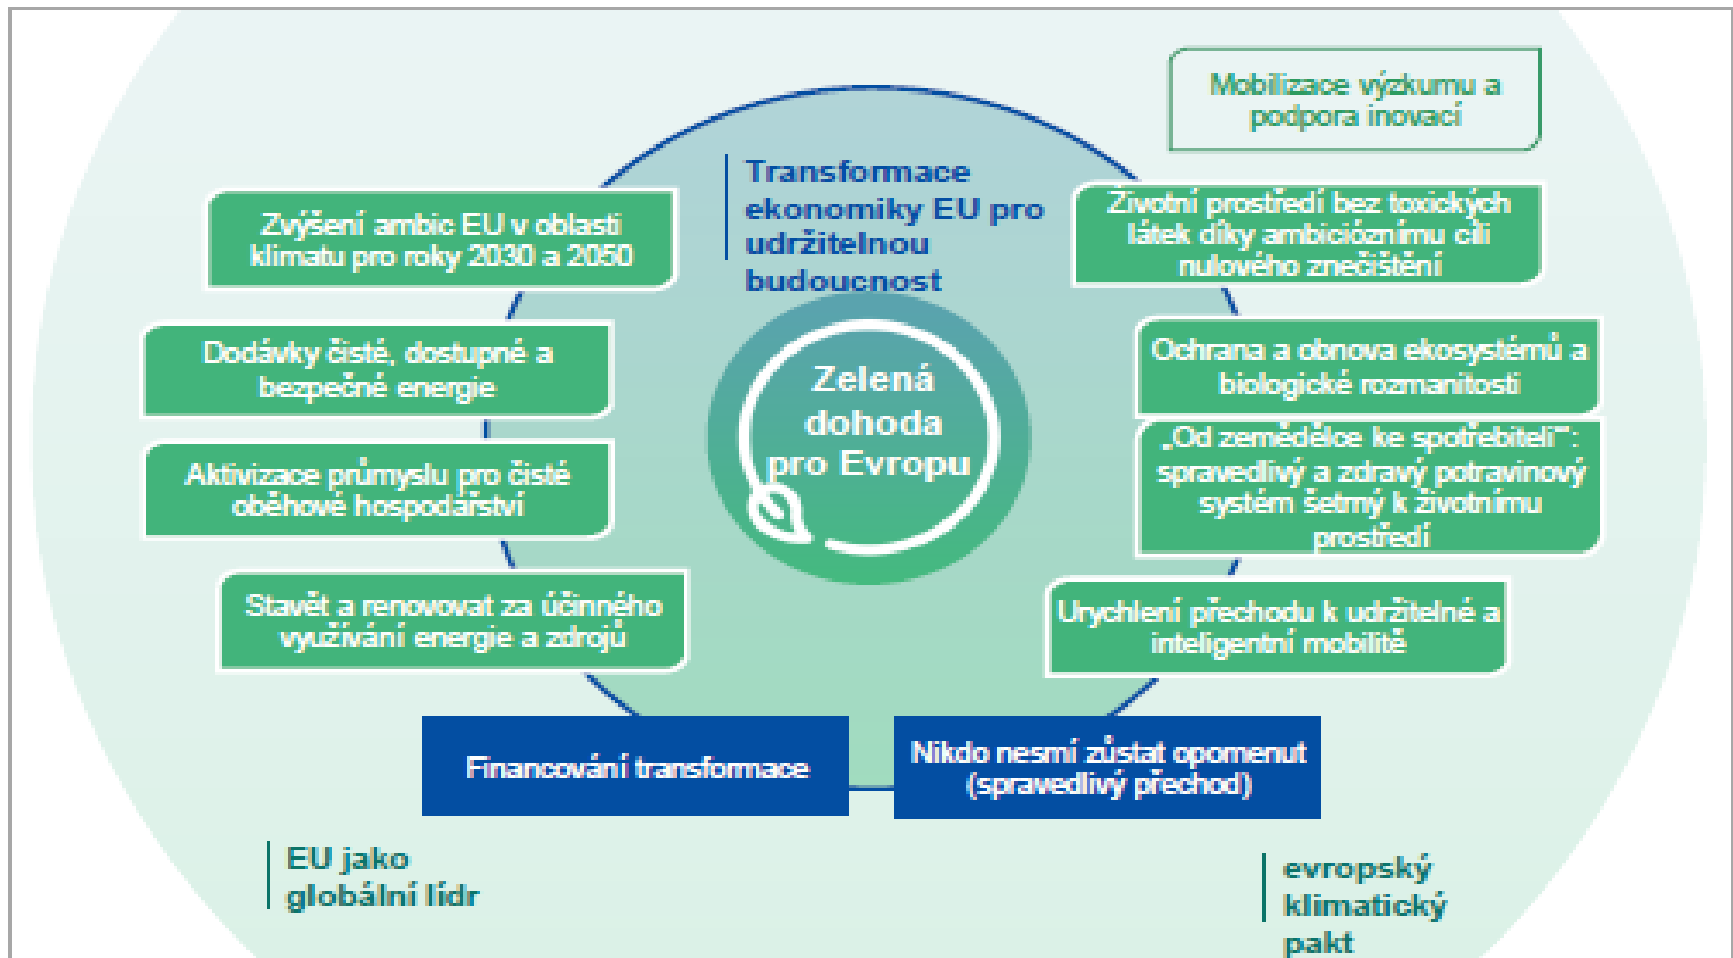 Mobilizace výzkumu a
podpora inovací
Transformace
ekonomiky EU pro
udržitelnou
budoucnost
Zvýšení ambic EU v oblasti
klimatu pro roky 2030 a 2050
Životní prostředí bez toxických
látek díky ambicióznímu cíli
nulového znečištění
Dodávky čisté, dostupné a
bezpečné energie
Zelená
dohoda
pro Evropu
Ochrana a obnova ekosystémů a
biologické rozmanitosti
Aktivizace průmyslu pro čisté
oběhové hospodářství
„Od zemědělce ke spotřebiteli“:
spravedlivý a zdravý potravinový
systém šetrný k životnímu
prostředí
Stavět a renovovat za účinného
využívání energie a zdrojů
Urychlení přechodu k udržitelné a
inteligentní mobilitě
Financování transformace
Nikdo nesmí zůstat opomenut
(spravedlivý přechod)
EU jako
globální lídr
evropský
klimatický
pakt